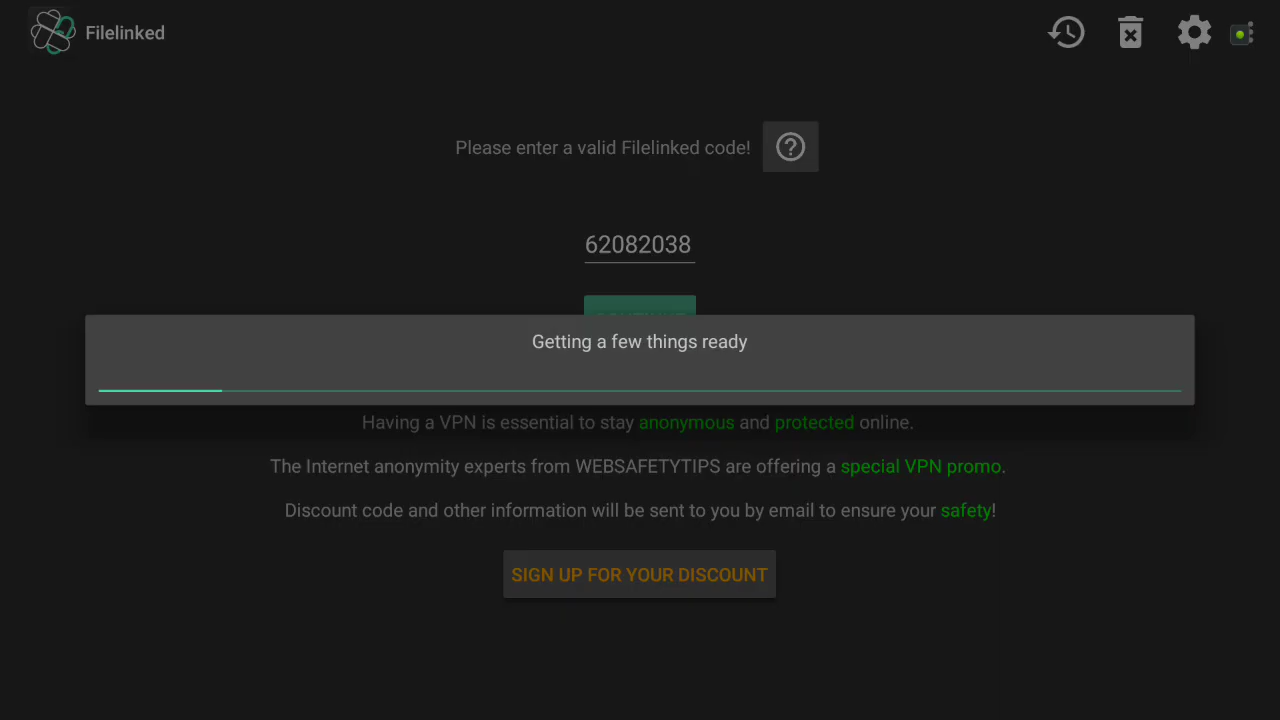 Filelinked
Please enter a valid Filelinked code!
62082038
Getting a few things ready
Having a VPN is essential to stay anonymous and protected online.
The Internet anonymity experts from WEBSAFETYTIPS are offering a special VPN promo.
Discount code and other information will be sent to you by email to ensure your safety!
SIGN UP FOR YOUR DISCOUNT